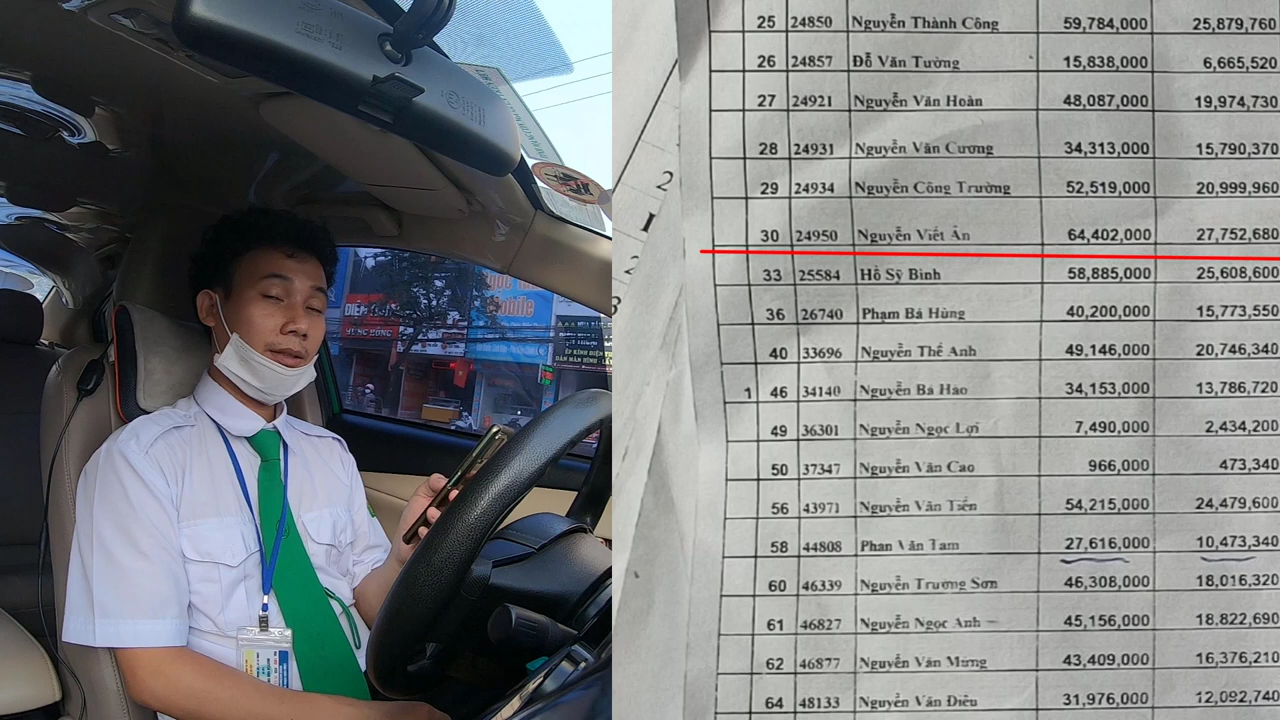 Mobile
HÙNG HỒNG
ÉP KÍNH ĐIỆN TH
25 24850 Nguyễn Thành Công 59,784,000 25,879,760
26 24857 Đỗ Văn Tường 15,838,000 6,665,520
27 24921 Nguyễn Văn Hoàn 48,087,000 19,974,730
28 24931 Nguyễn Văn Cương 34,313,000 15,790,370
29 24934 Nguyễn Công Trường 52,519,000 20,999,960
30 24950 Nguyễn Viết Ân 64,402,000 27,752,680
33 25584 Hồ Sỹ Bình 58,885,000 25,608,600
36 26740 Phạm Bá Hùng 40,200,000 15,773,550
40 33696 Nguyễn Thế Anh 49,146,000 20,746,340
1 46 34140 Nguyễn Bá Hảo 34,153,000 13,786,720
49 36301 Nguyễn Ngọc Lợi 7,490,000 2,434,200
50 37347 Nguyễn Văn Cao 966,000 473,340
56 43971 Nguyễn Văn Tiến 54,215,000 24,479,600
58 44808 Phan Văn Tam 27,616,000 10,473,340
60 46339 Nguyễn Trường Sơn 46,308,000 18,016,320
61 46827 Nguyễn Ngọc Anh 45,156,000 18,822,690
62 46877 Nguyễn Văn Mừng 43,409,000 16,376,210
64 48133 Nguyễn Văn Điều 31,976,000 12,092,740